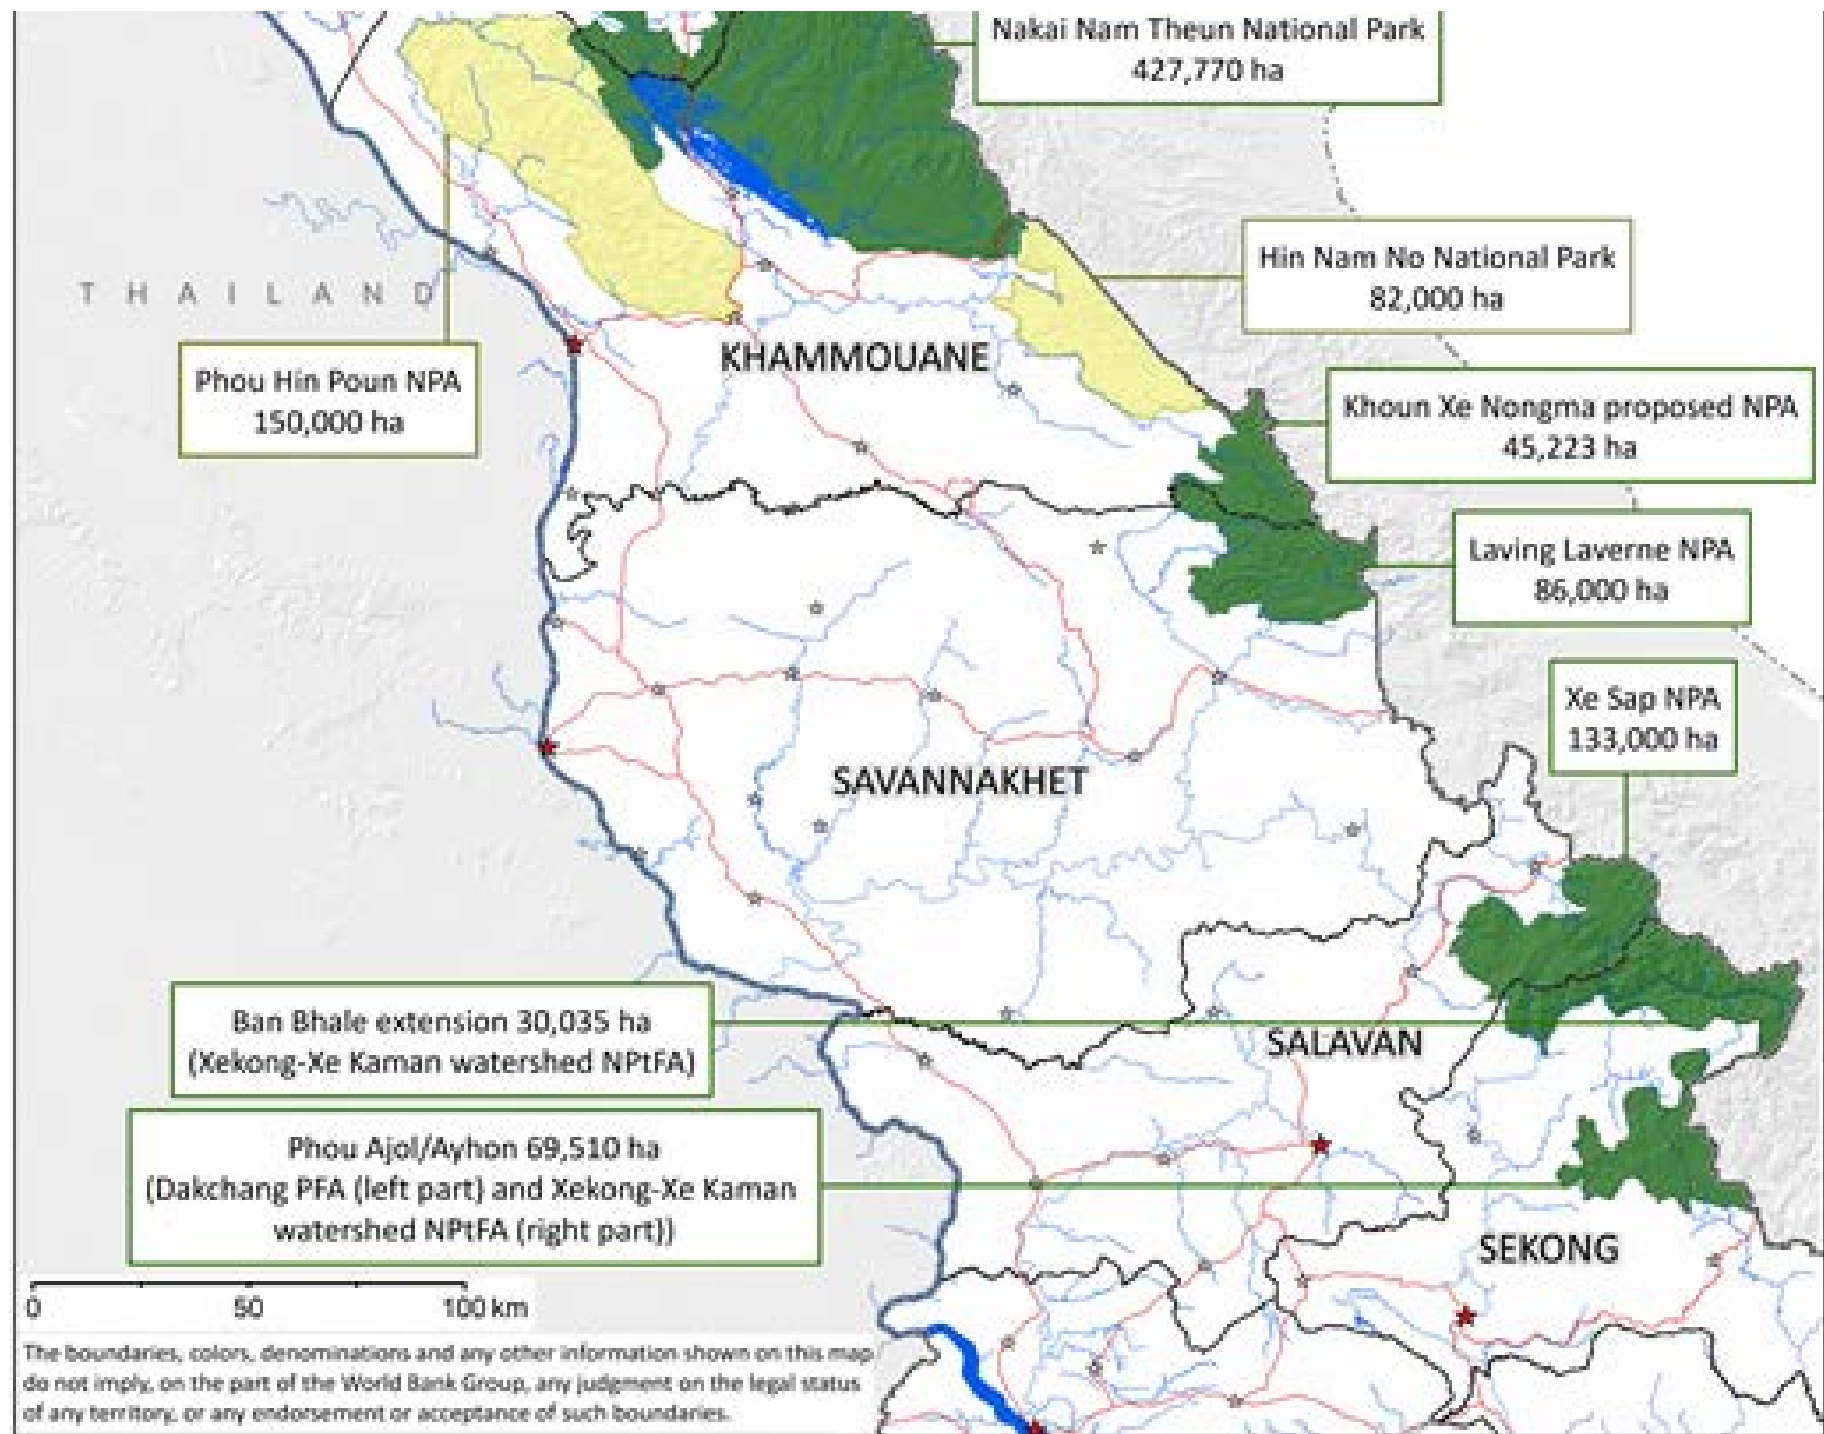 Nakai Nam Theun National Park
427,770 ha
Hin Nam No National Park
82,000 ha
THAILAND
KHAMMOUANE
Phou Hin Poun NPA
150,000 ha
Khoun Xe Nongma proposed NPA
45,223 ha
Laving Laverne NPA
86,000 ha
Xe Sap NPA
133,000 ha
SAVANNAKHET
Ban Bhale extension 30,035 ha
(Xekong-Xe Kaman watershed NPtFA)
SALAVAN
Phou Ajol/Ayhon 69,510 ha
(Dakchang PFA (left part) and Xekong-Xe Kaman
watershed NPtFA (right part))
SEKONG
0 50 100 km
The boundaries, colors, denominations and any other information shown on this map
do not imply, on the part of the World Bank Group, any judgment on the legal status
of any territory, or any endorsement or acceptance of such boundaries.